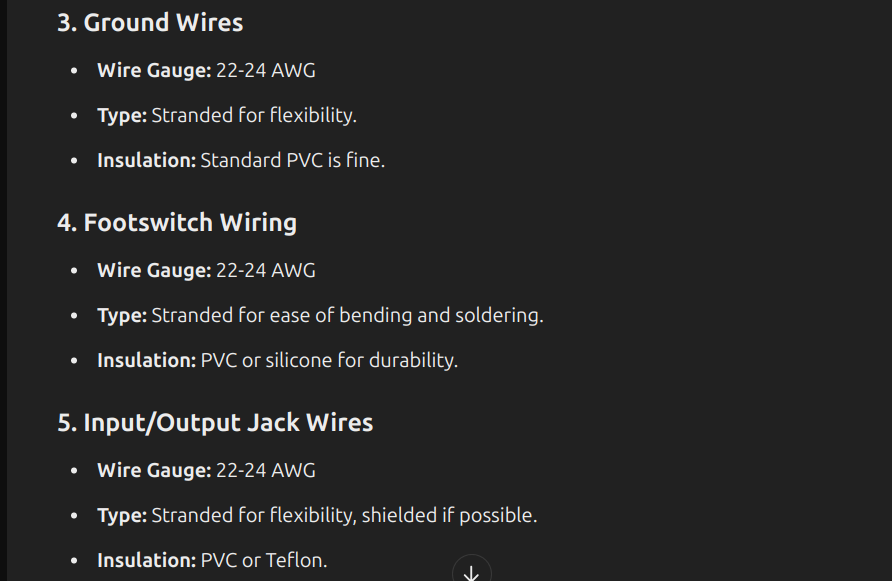 3. Ground Wires
• Wire Gauge: 22-24 AWG
• Type: Stranded for flexibility.
• Insulation: Standard PVC is fine.
4. Footswitch Wiring
• Wire Gauge: 22-24 AWG
• Type: Stranded for ease of bending and soldering.
• Insulation: PVC or silicone for durability.
5. Input/Output Jack Wires
• Wire Gauge: 22-24 AWG
• Type: Stranded for flexibility, shielded if possible.
• Insulation: PVC or Teflon.